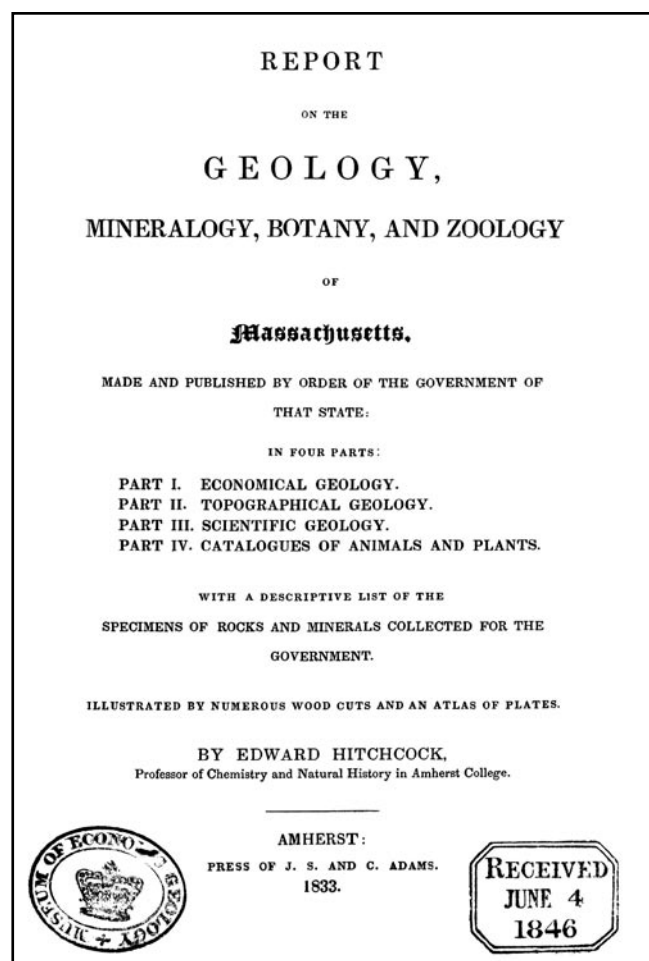 REPORT
ON THE
GEOLOGY,
MINERALOGY, BOTANY, AND ZOOLOGY
OF
Massachusetts.
MADE AND PUBLISHED BY ORDER OF THE GOVERNMENT OF
THAT STATE:
IN FOUR PARTS:
PART I. ECONOMICAL GEOLOGY.
PART II. TOPOGRAPHICAL GEOLOGY.
PART III. SCIENTIFIC GEOLOGY.
PART IV. CATALOGUES OF ANIMALS AND PLANTS.
WITH A DESCRIPTIVE LIST OF THE
SPECIMENS OF ROCKS AND MINERALS COLLECTED FOR THE
GOVERNMENT.
ILLUSTRATED BY NUMEROUS WOOD CUTS AND AN ATLAS OF PLATES.
BY EDWARD HITCHCOCK,
Professor of Chemistry and Natural History in Amherst College.
AMHERST:
PRESS OF J. S. AND C. ADAMS.
1833.
MUSEUM OF ECONOMIC GEOLOGY
RECEIVED
JUNE 4
1846